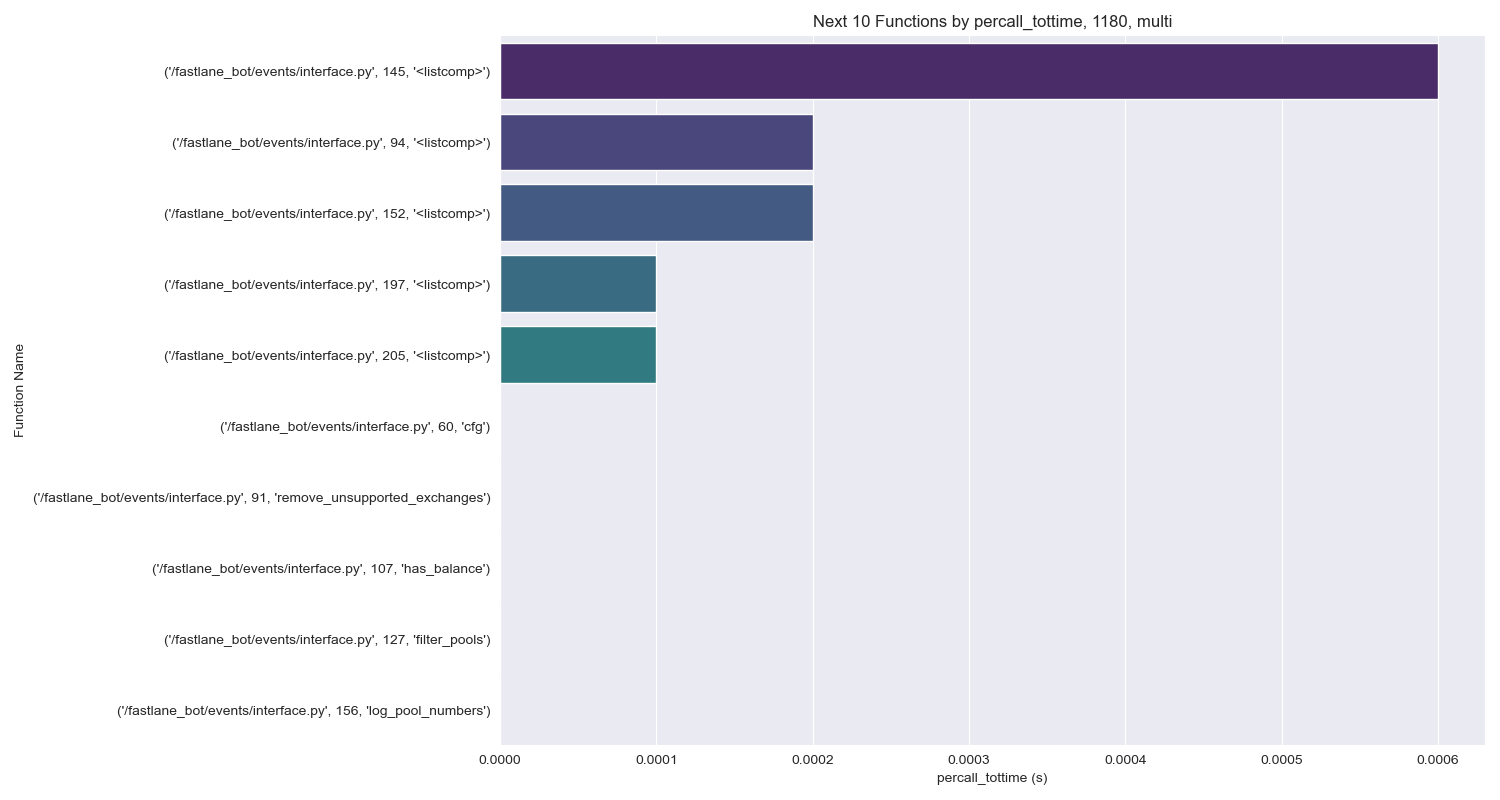 Next 10 Functions by percall_tottime, 1180, multi
Function Name
('/fastlane_bot/events/interface.py', 145, '<listcomp>')
('/fastlane_bot/events/interface.py', 94, '<listcomp>')
('/fastlane_bot/events/interface.py', 152, '<listcomp>')
('/fastlane_bot/events/interface.py', 197, '<listcomp>')
('/fastlane_bot/events/interface.py', 205, '<listcomp>')
('/fastlane_bot/events/interface.py', 60, 'cfg')
('/fastlane_bot/events/interface.py', 91, 'remove_unsupported_exchanges')
('/fastlane_bot/events/interface.py', 107, 'has_balance')
('/fastlane_bot/events/interface.py', 127, 'filter_pools')
('/fastlane_bot/events/interface.py', 156, 'log_pool_numbers')
0.0000 0.0001 0.0002 0.0003 0.0004 0.0005 0.0006
percall_tottime (s)